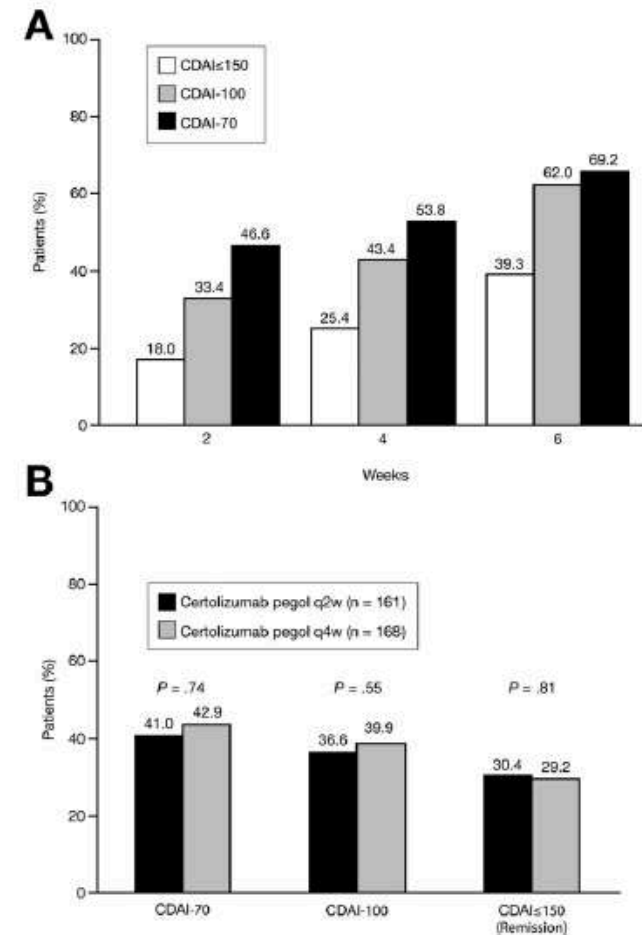 A
100
80
60
40
20
0
Patients (%)
CDAI≤150
CDAI-100
CDAI-70
18.0
33.4
46.6
25.4
43.4
53.8
39.3
62.0
69.2
2
4
6
Weeks
B
100
80
60
40
20
0
Patients (%)
Certolizumab pegol q2w (n = 161)
Certolizumab pegol q4w (n = 168)
P = .74
P = .55
P = .81
41.0
42.9
36.6
39.9
30.4
29.2
CDAI-70
CDAI-100
CDAI≤150
(Remission)